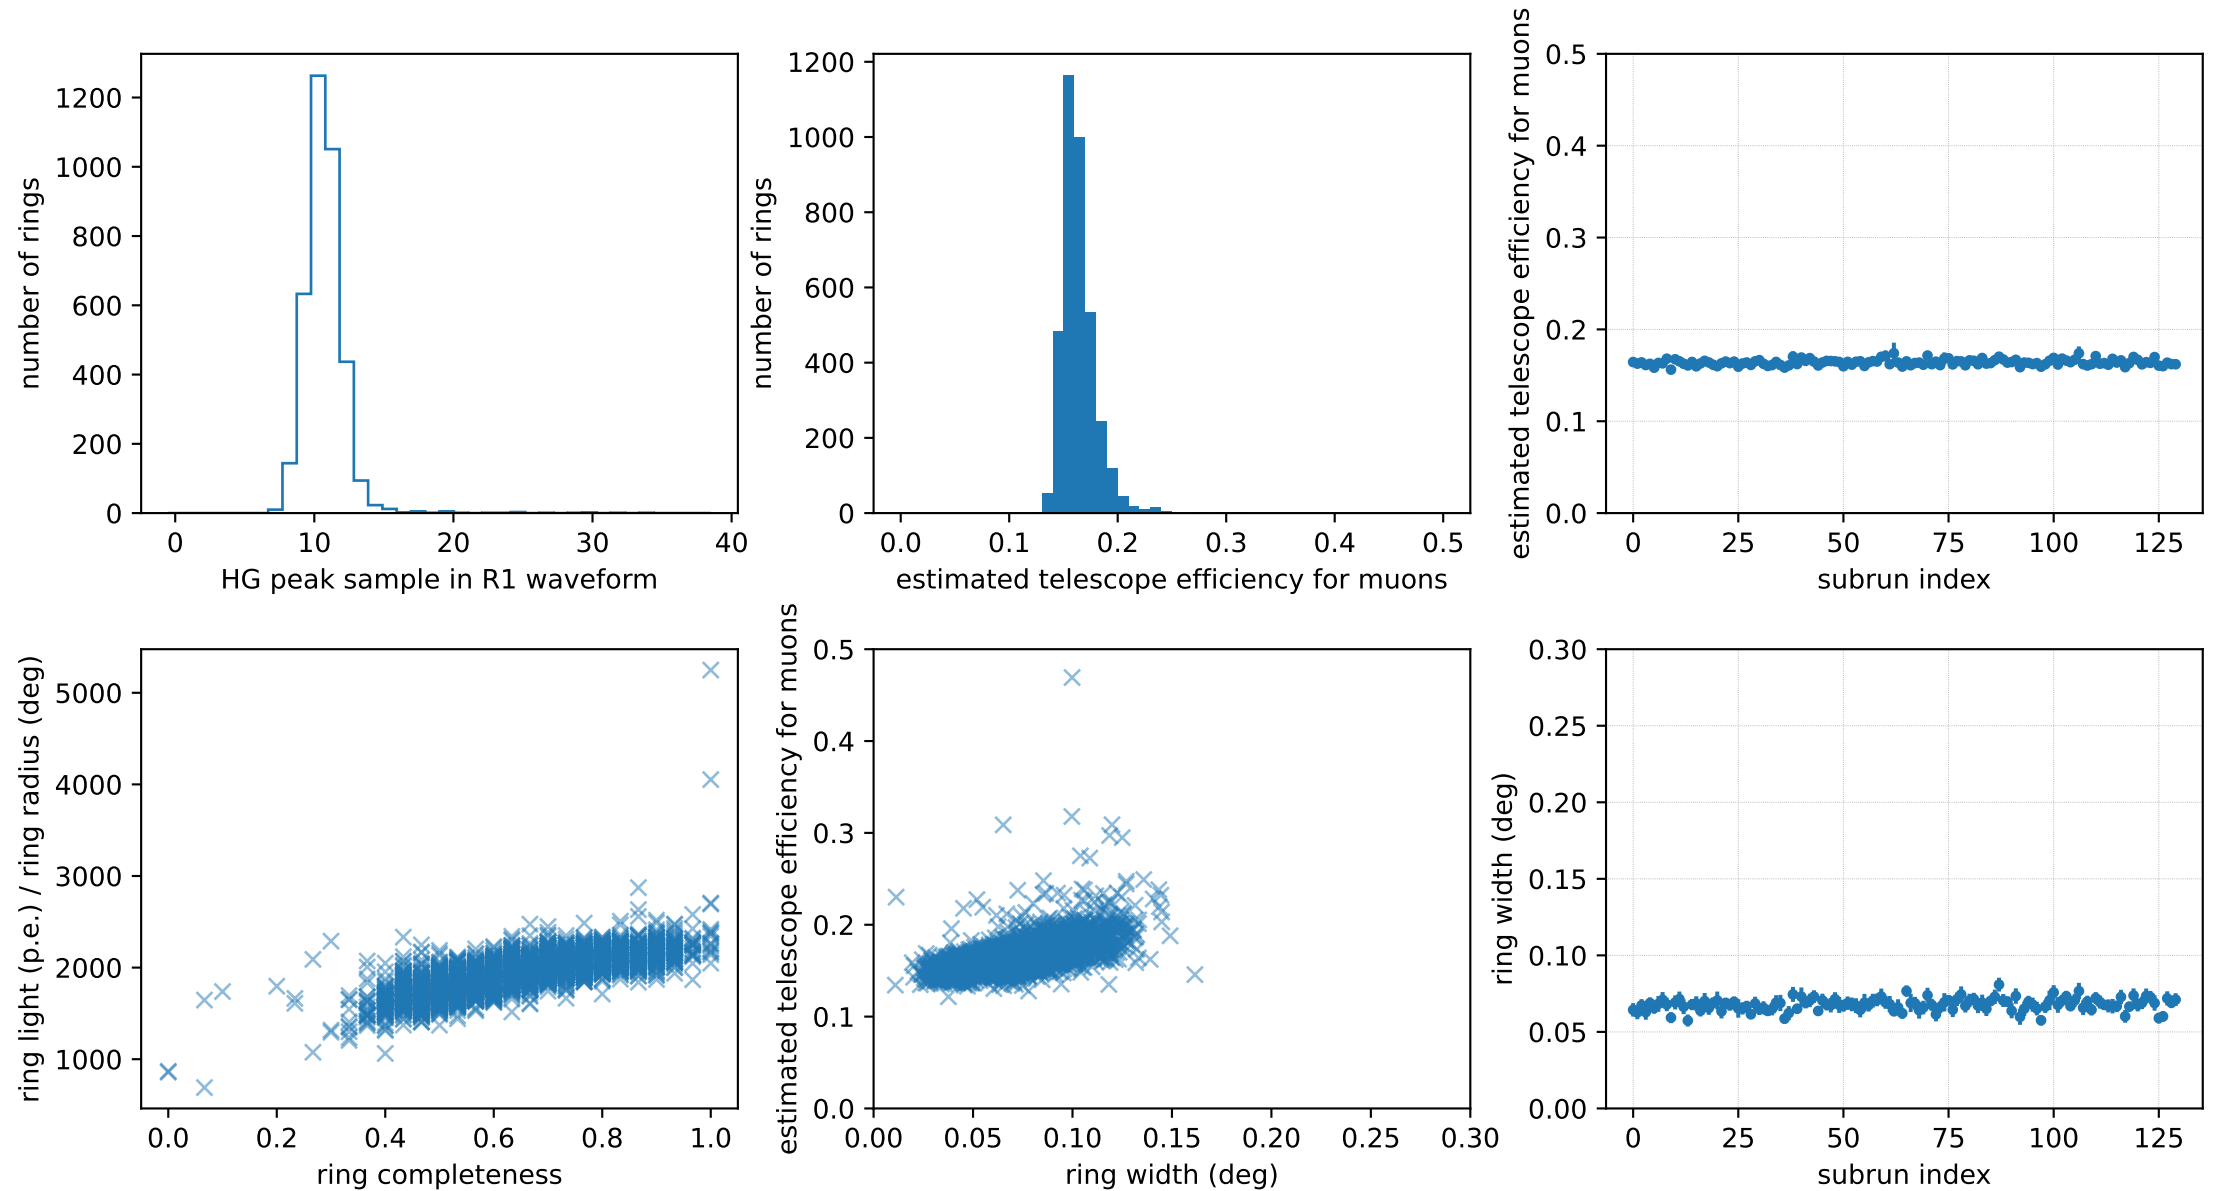 number of rings
1200
1000
800
600
400
200
0
0 10 20 30 40
HG peak sample in R1 waveform
number of rings
1200
1000
800
600
400
200
0
0.0 0.1 0.2 0.3 0.4 0.5
estimated telescope efficiency for muons
estimated telescope efficiency for muons
0.5
0.4
0.3
0.2
0.1
0.0
0 25 50 75 100 125
subrun index
ring light (p.e.) / ring radius (deg)
5000
4000
3000
2000
1000
0.0 0.2 0.4 0.6 0.8 1.0
ring completeness
estimated telescope efficiency for muons
0.5
0.4
0.3
0.2
0.1
0.0
0.00 0.05 0.10 0.15 0.20 0.25 0.30
ring width (deg)
ring width (deg)
0.30
0.25
0.20
0.15
0.10
0.05
0.00
0 25 50 75 100 125
subrun index